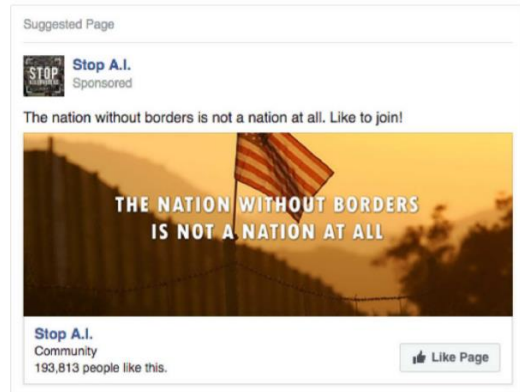 Suggested Page
STOP
Stop A.I.
Sponsored
The nation without borders is not a nation at all. Like to join!
THE NATION WITHOUT BORDERS
IS NOT A NATION AT ALL
Stop A.I.
Community
193,813 people like this.
Like Page